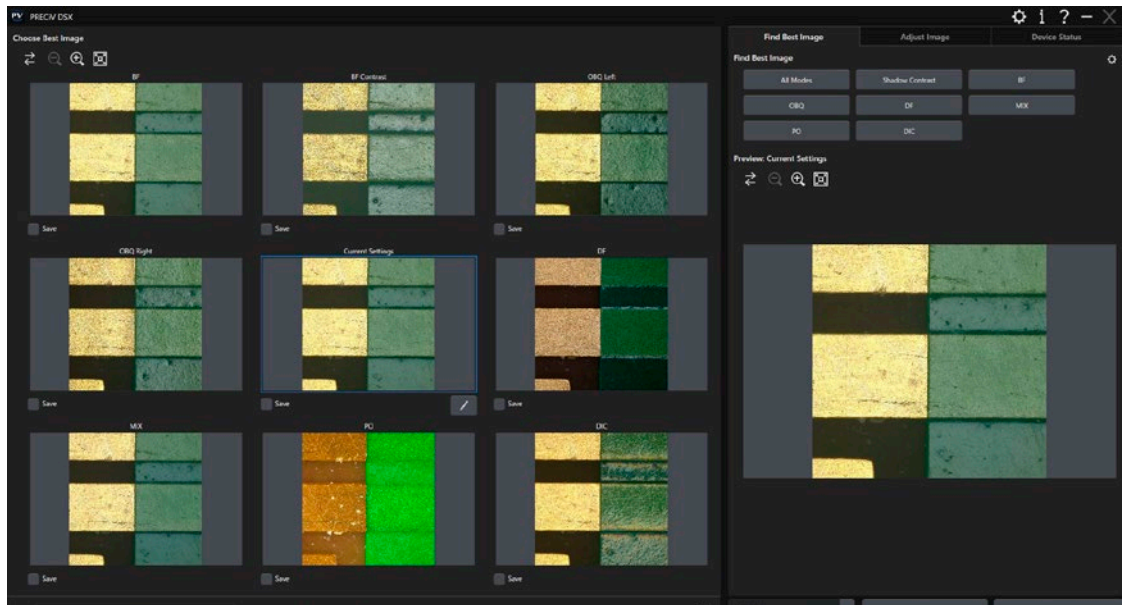 PV PRECiV DSX
Choose Best Image
BF
BF Contrast
OBQ Left
Save
Save
Save
OBQ Right
Current Settings
DF
Save
Save
Save
MIX
PO
DIC
Save
Save
Save
Find Best Image
Adjust Image
Device Status
Find Best Image
All Modes
Shadow Contrast
BF
OBQ
DF
MIX
PO
DIC
Preview: Current Settings